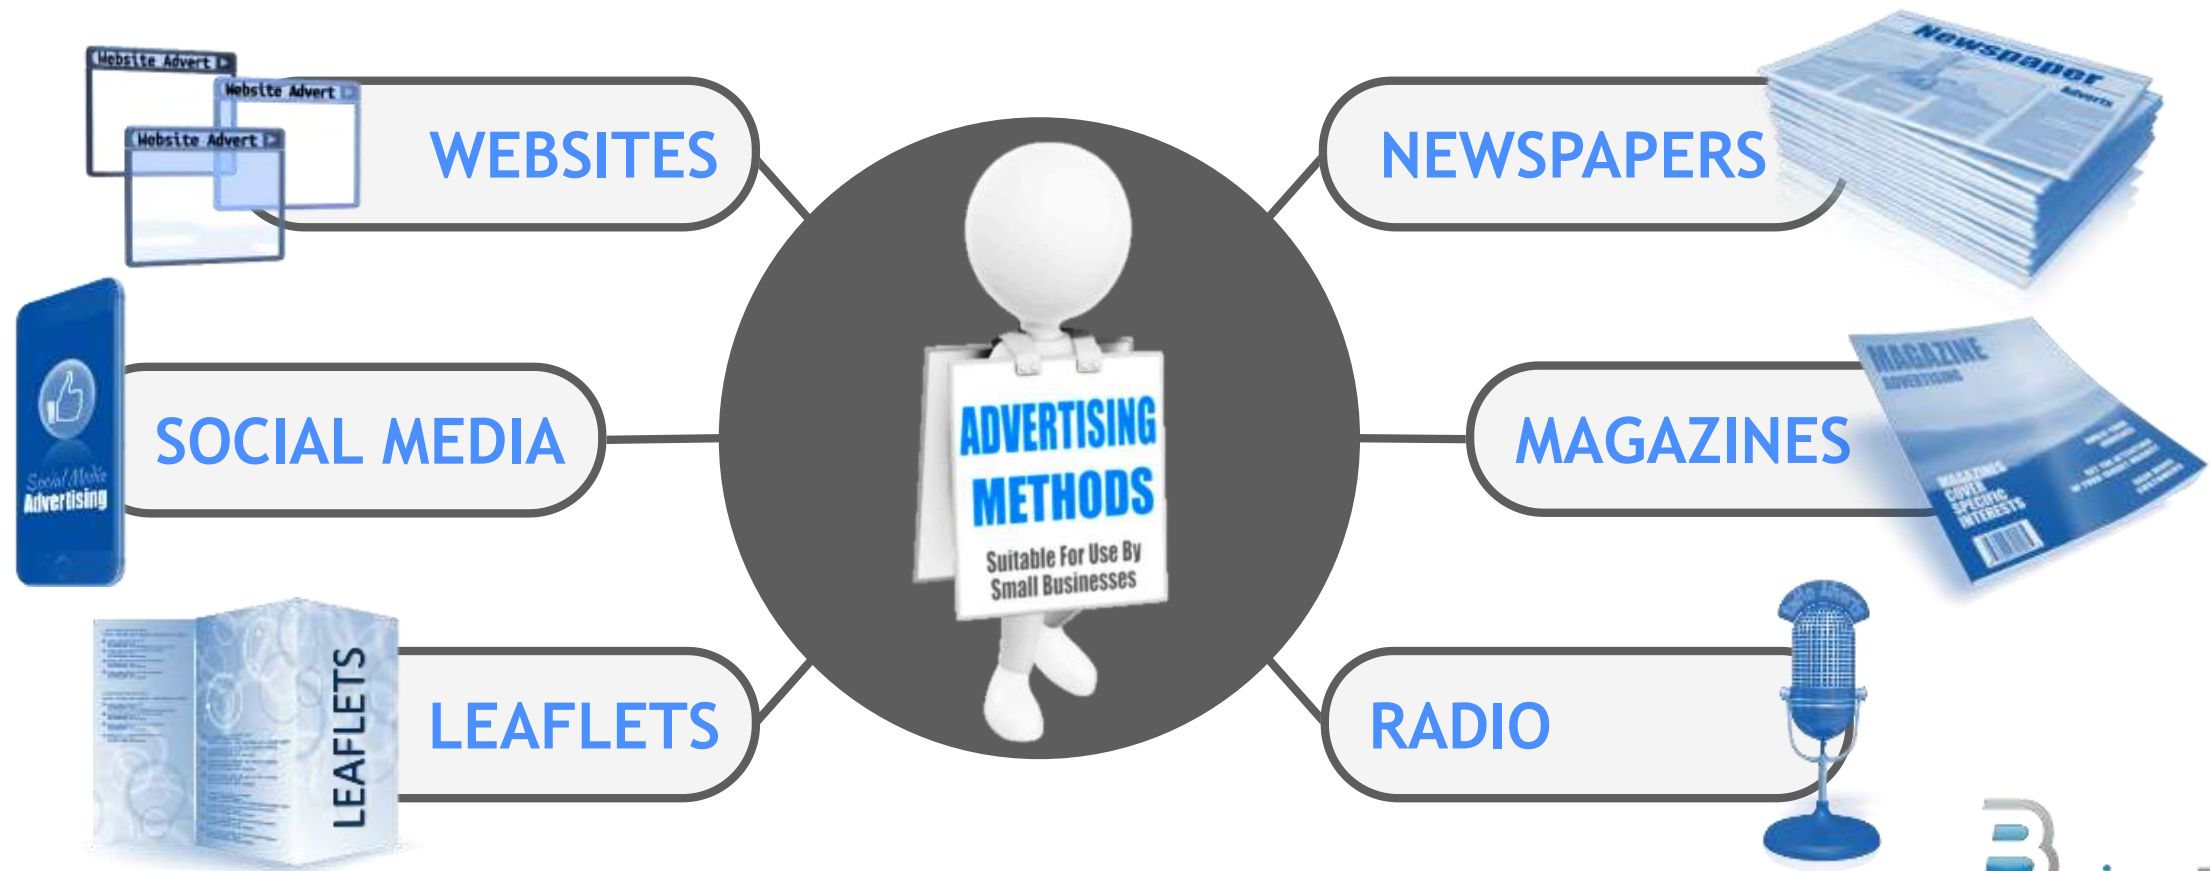 Website Advert
Website Advert
Website Advert
WEBSITES
Social Media
Advertising
SOCIAL MEDIA
LEAFLETS
LEAFLETS
ADVERTISING
METHODS
Suitable For Use By
Small Businesses
Newspaper
Adverts
NEWSPAPERS
MAGAZINE
ADVERTISING
MAGAZINES
COVER
SPECIFIC
INTERESTS
MAGAZINES
RADIO